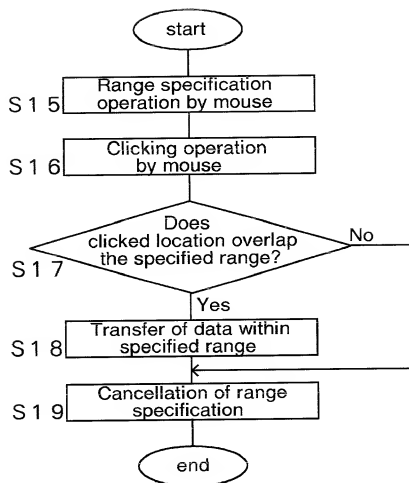 start
Range specification
operation by mouse
S15
Clicking operation
by mouse
S16
Does
clicked location overlap
the specified range?
No
S17
Yes
Transfer of data within
specified range
S18
Cancellation of range
specification
S19
end